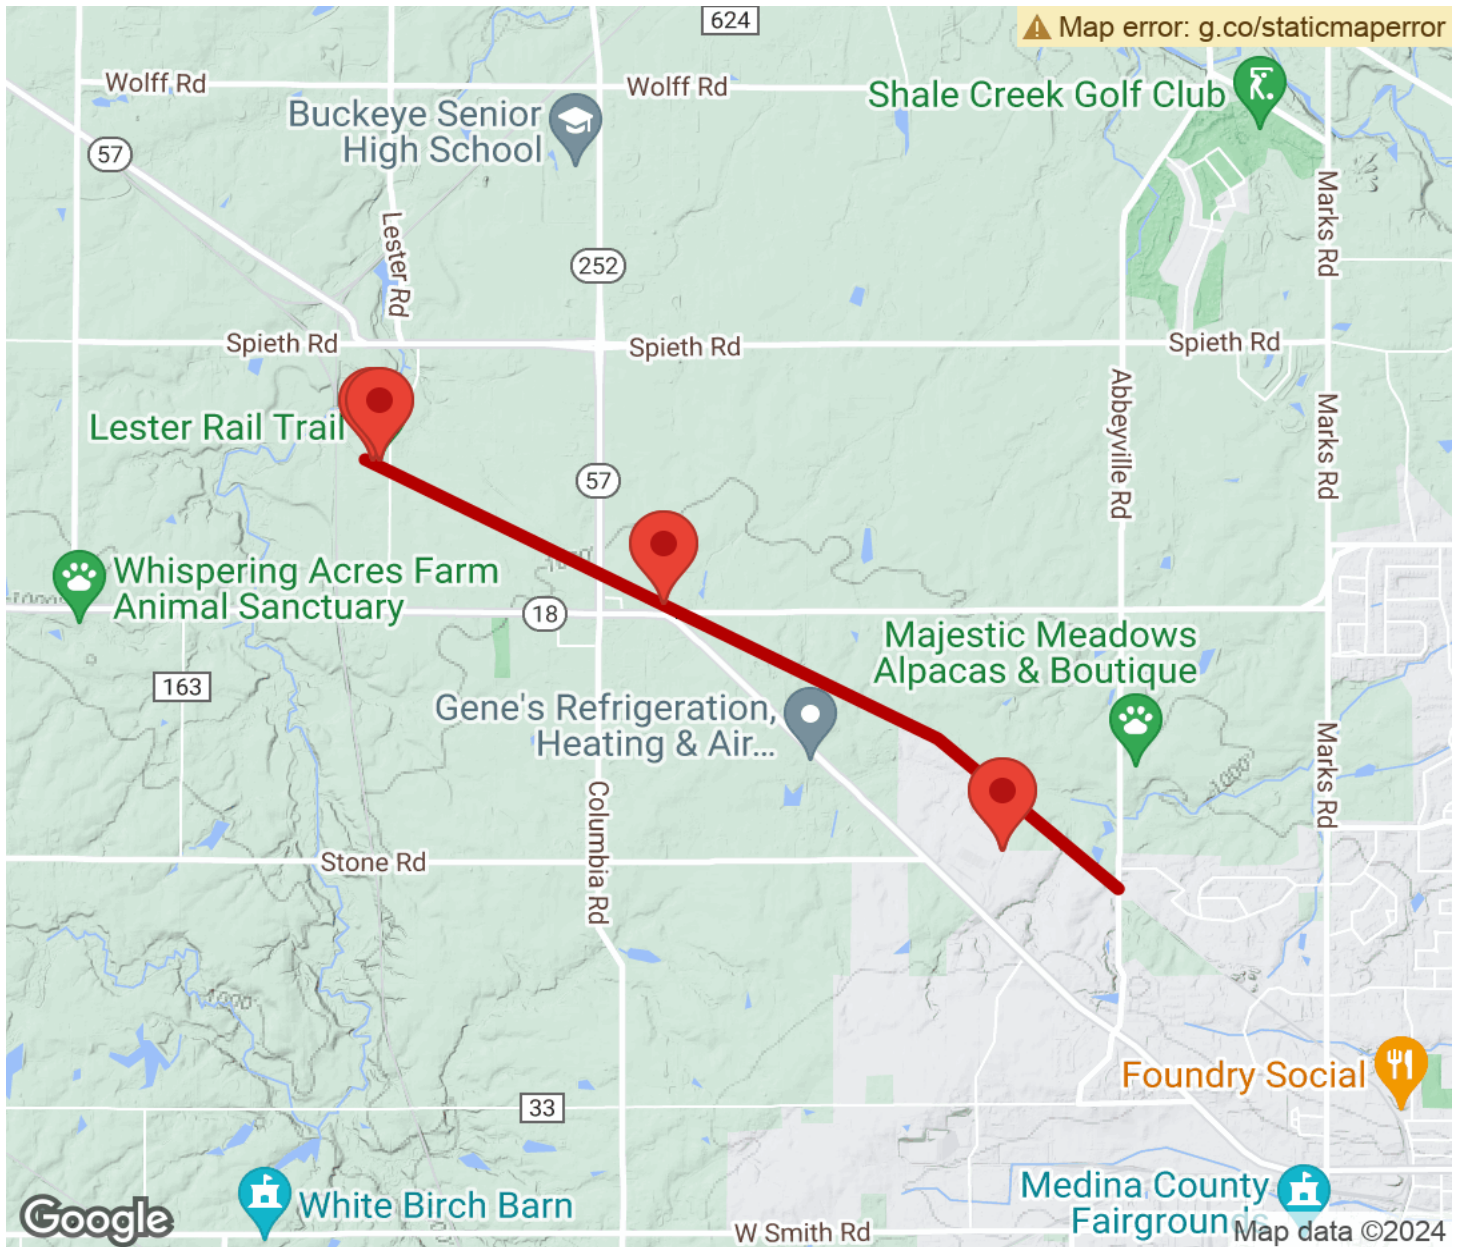 624
Map error: g.co/staticmaperror
Wolff Rd
Wolff Rd
Shale Creek Golf Club
Buckeye Senior
High School
57
Marks Rd
Lester Rd
252
Spieth Rd
Spieth Rd
Spieth Rd
Abbeyville Rd
Marks Rd
Lester Rail Trail
57
Whispering Acres Farm
Animal Sanctuary
18
Majestic Meadows
Alpacas & Boutique
163
Gene's Refrigeration,
Heating & Air...
Marks Rd
1000'
Columbia Rd
Stone Rd
1000
33
Foundry Social
White Birch Barn
Medina County
Fairgrounds
W Smith Rd
Google
Map data ©2024